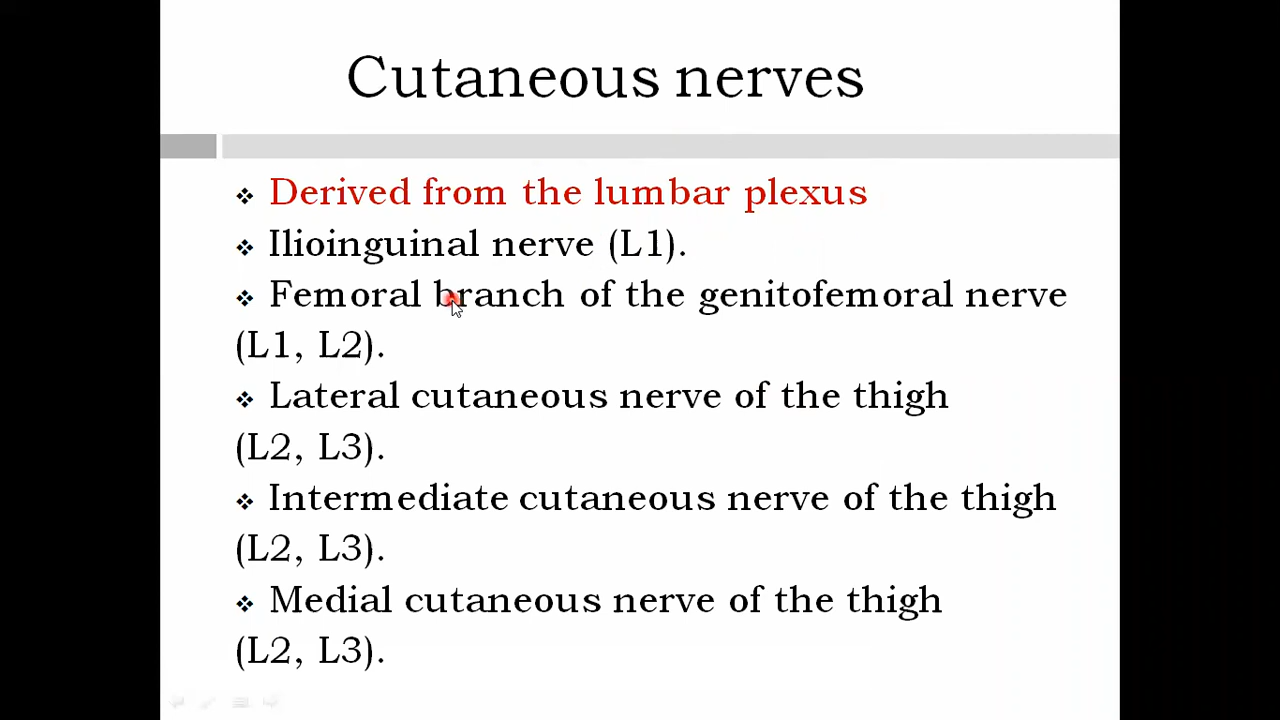 Cutaneous nerves
❖ Derived from the lumbar plexus
❖ Ilioinguinal nerve (L1).
❖ Femoral branch of the genitofemoral nerve
(L1, L2).
❖ Lateral cutaneous nerve of the thigh
(L2, L3).
❖ Intermediate cutaneous nerve of the thigh
(L2, L3).
❖ Medial cutaneous nerve of the thigh
(L2, L3).